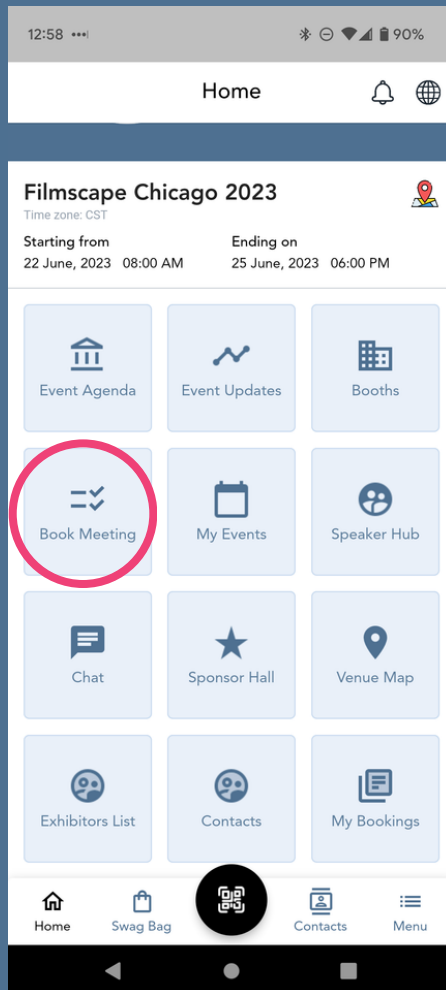 12:58
90%
Home
Filmscape Chicago 2023
Time zone: CST
Starting from Ending on
22 June, 2023 08:00 AM 25 June, 2023 06:00 PM
Event Agenda Event Updates Booths
Book Meeting My Events Speaker Hub
Chat Sponsor Hall Venue Map
Exhibitors List Contacts My Bookings
Home Swag Bag Contacts Menu